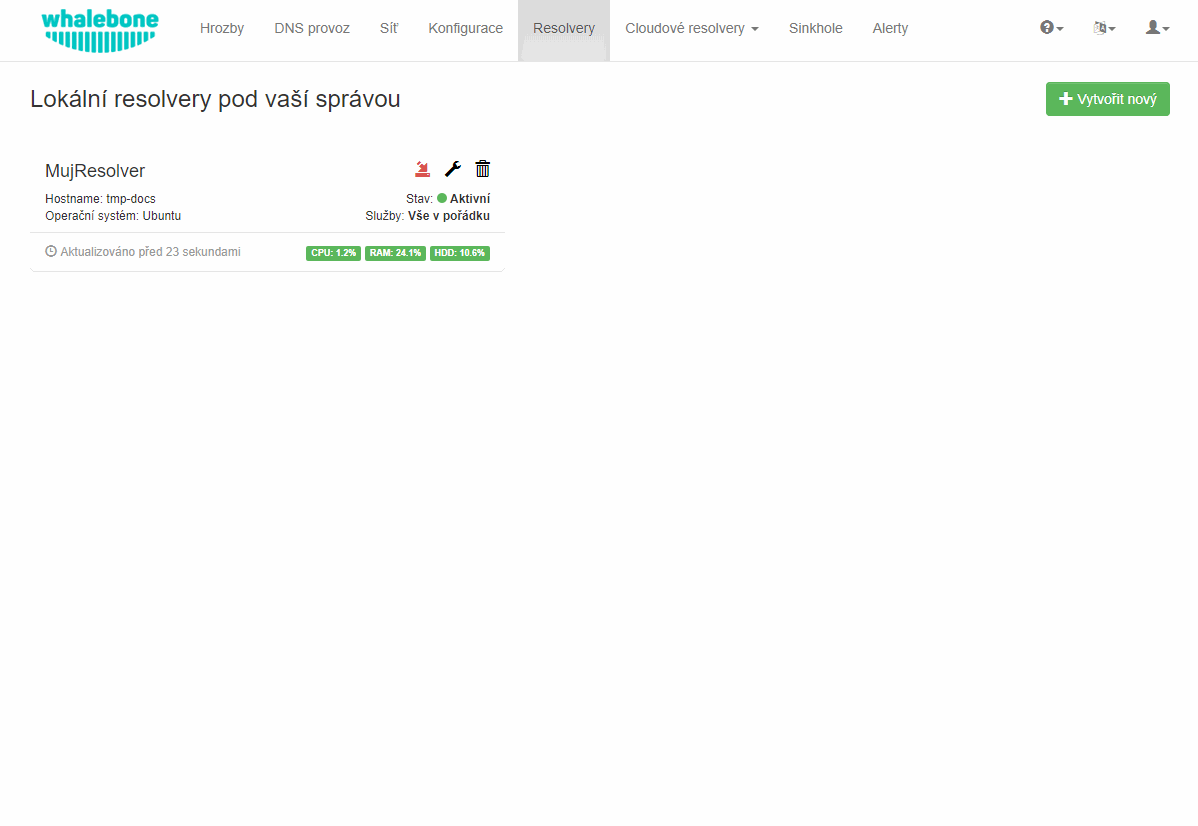 whalebone
Hrozby DNS provoz Síť Konfigurace Resolvery Cloudové resolvery Sinkhole Alerty
Lokální resolvery pod vaší správou
Vytvořit nový
MujResolver
Hostname: tmp-docs
Stav: Aktivní
Operační systém: Ubuntu
Služby: Vše v pořádku
Aktualizováno před 23 sekundami
CPU: 1.2% RAM: 24.1% HDD: 10.6%